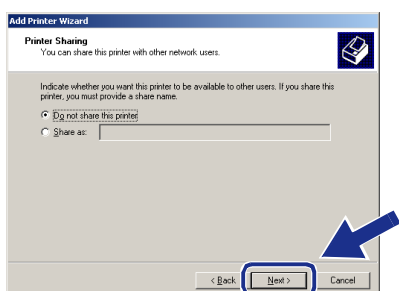 Add Printer Wizard
Printer Sharing
You can share this printer with other network users.
Indicate whether you want this printer to be available to other users. If you share this
printer, you must provide a share name.
Do not share this printer
Share as:
< Back Next > Cancel